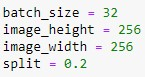 batch_size = 32
image_height = 256
image_width = 256
split = 0.2